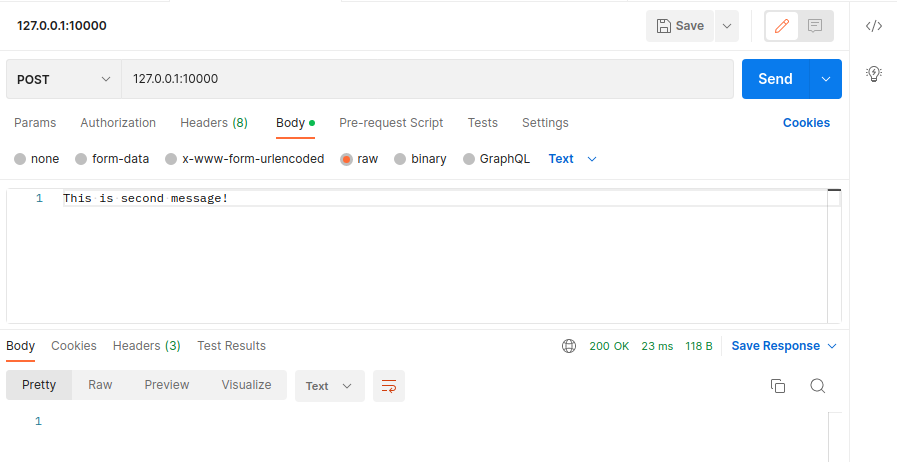 127.0.0.1:10000 Save
POST 127.0.0.1:10000 Send
Params Authorization Headers (8) Body Pre-request Script Tests Settings Cookies
none form-data x-www-form-urlencoded raw binary GraphQL Text
1 This is second message!
Body Cookies Headers (3) Test Results 200 OK 23 ms 118 B Save Response
Pretty Raw Preview Visualize Text
1